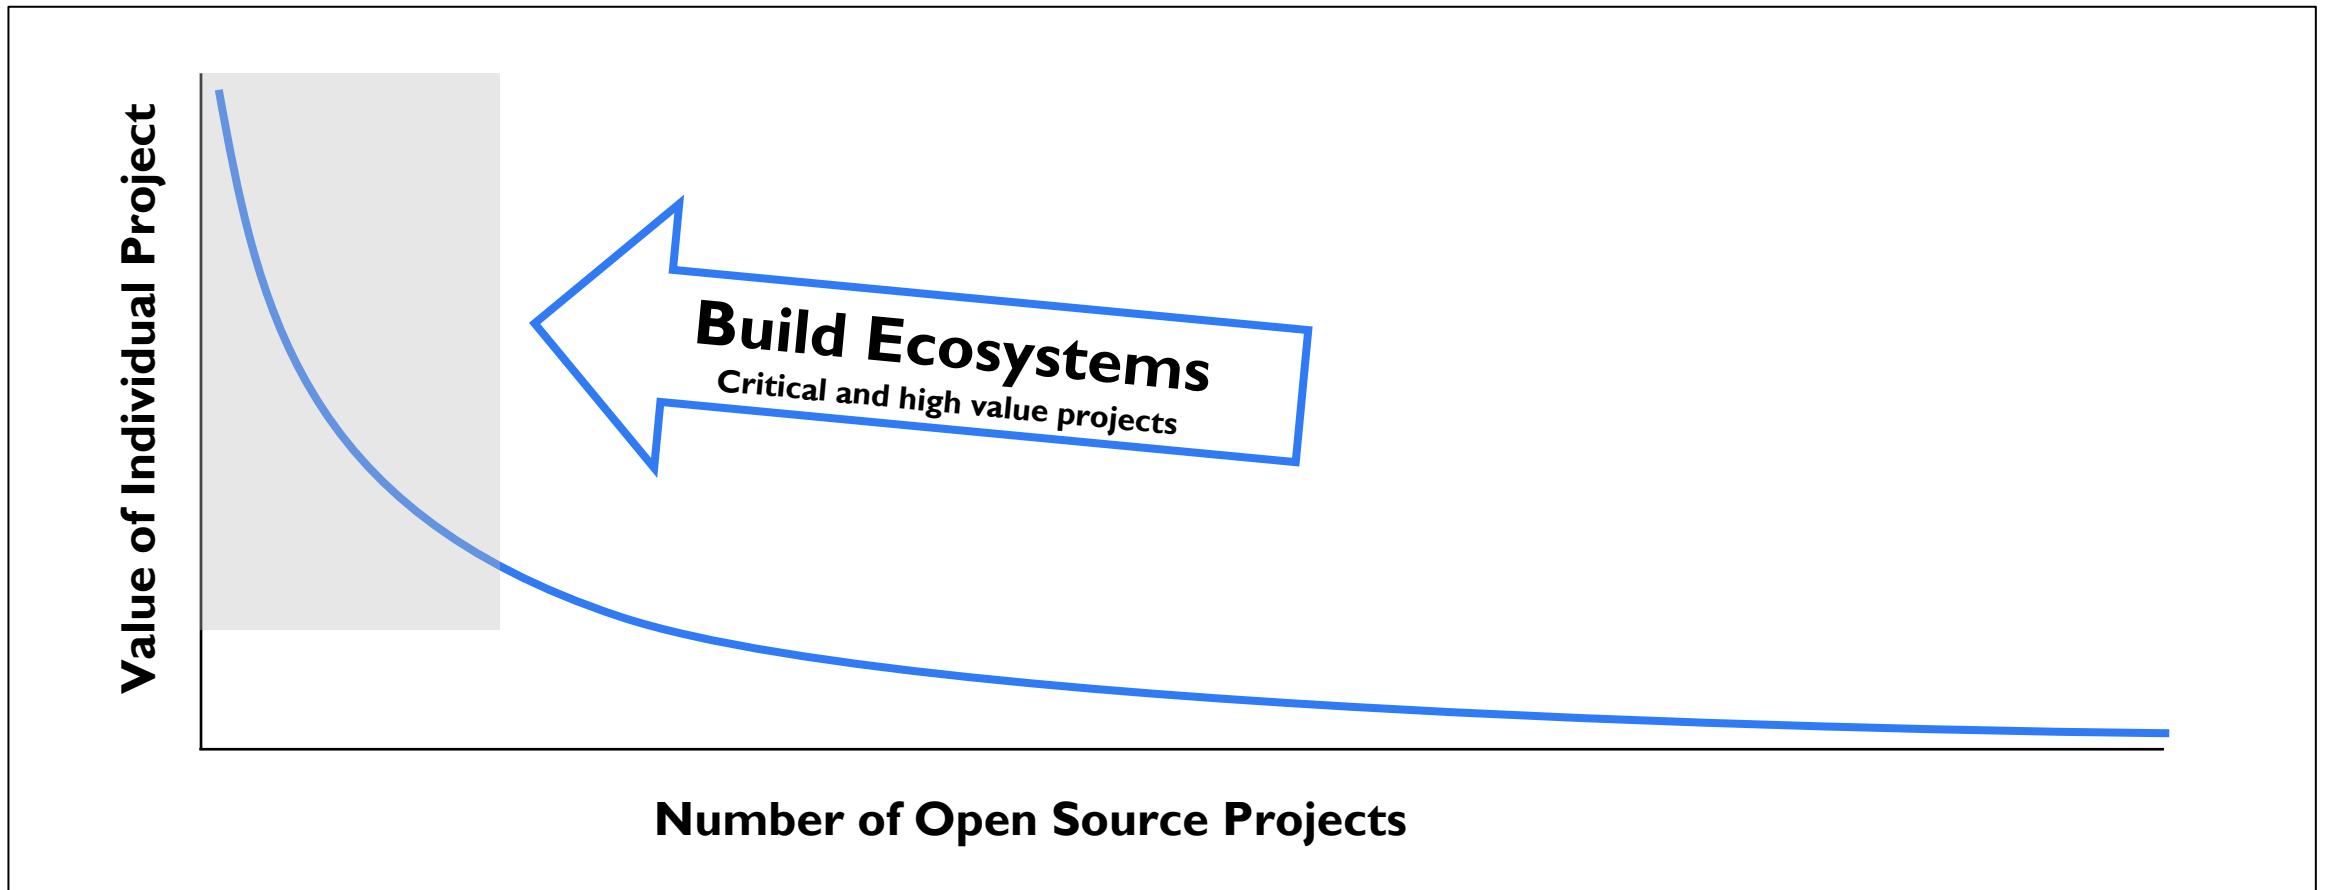 Value of Individual Project
Build Ecosystems
Critical and high value projects
Number of Open Source Projects